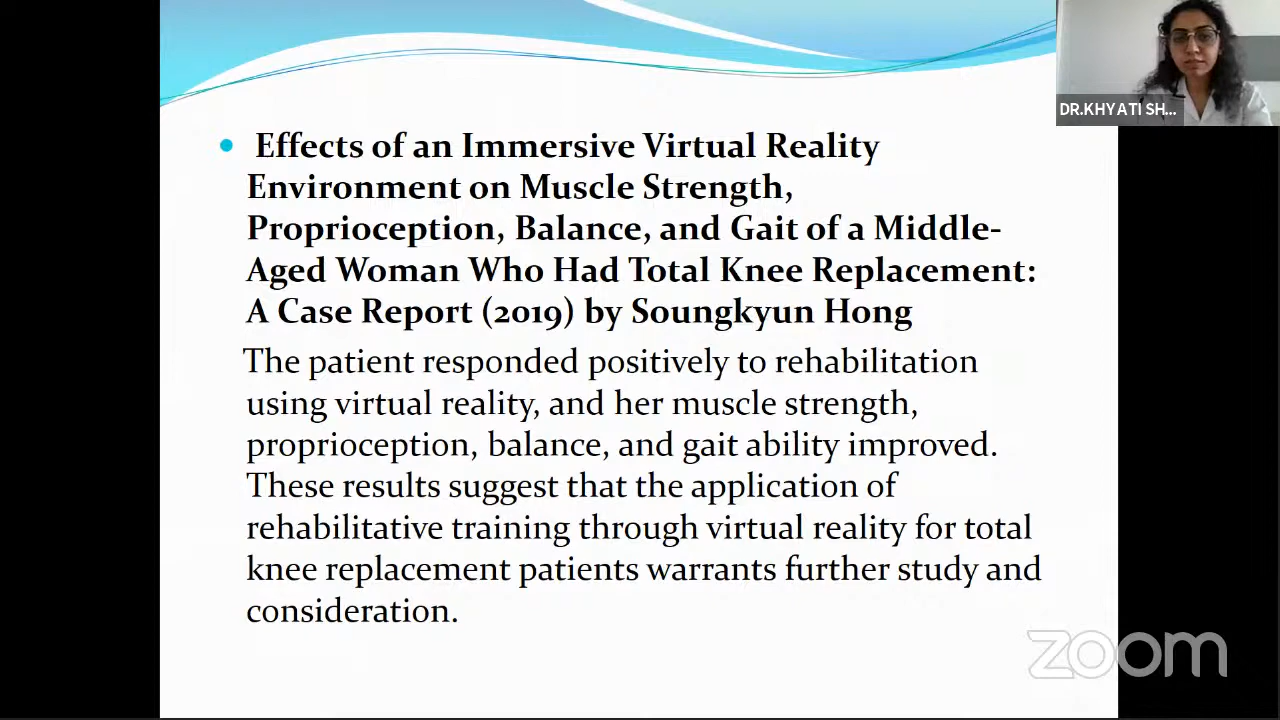 DR.KHYATI SH...
Effects of an Immersive Virtual Reality
Environment on Muscle Strength,
Proprioception, Balance, and Gait of a Middle-
Aged Woman Who Had Total Knee Replacement:
A Case Report (2019) by Soungkyun Hong
The patient responded positively to rehabilitation
using virtual reality, and her muscle strength,
proprioception, balance, and gait ability improved.
These results suggest that the application of
rehabilitative training through virtual reality for total
knee replacement patients warrants further study and
consideration.
zoom